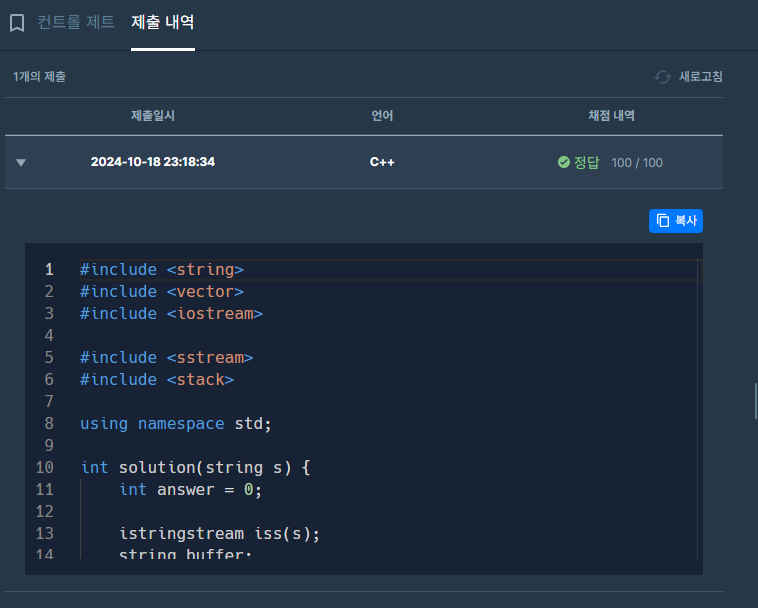 컨트롤 제트 제출 내역
1개의 제출 새로고침
제출일시 언어 채점 내역
2024-10-18 23:18:34 C++ 정답 100 / 100
복사
1 #include <string>
2 #include <vector>
3 #include <iostream>
4
5 #include <sstream>
6 #include <stack>
7
8 using namespace std;
9
10 int solution(string s) {
11 int answer = 0;
12
13 istringstream iss(s);
14 string buffer;